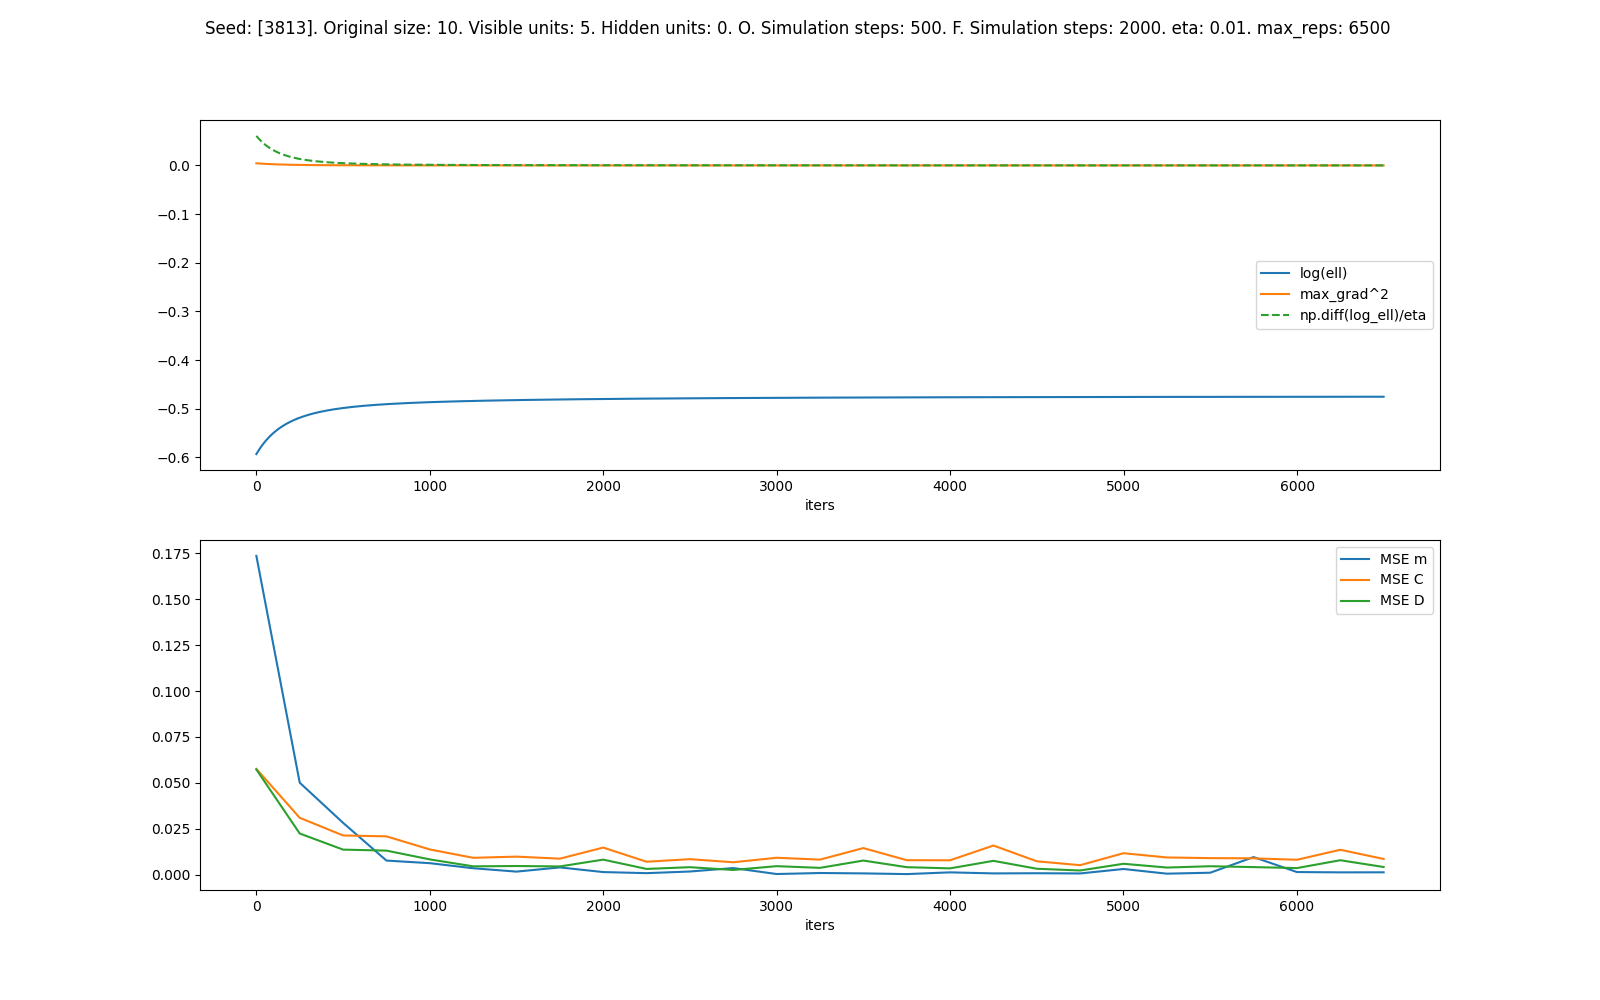 Seed: [3813]. Original size: 10. Visible units: 5. Hidden units: 0. O. Simulation steps: 500. F. Simulation steps: 2000. eta: 0.01. max_reps: 6500
0.0
−0.1
−0.2
−0.3
−0.4
−0.5
−0.6
log(ell)
max_grad^2
np.diff(log_ell)/eta
0 1000 2000 3000 4000 5000 6000
iters
0.175
0.150
0.125
0.100
0.075
0.050
0.025
0.000
MSE m
MSE C
MSE D
0 1000 2000 3000 4000 5000 6000
iters